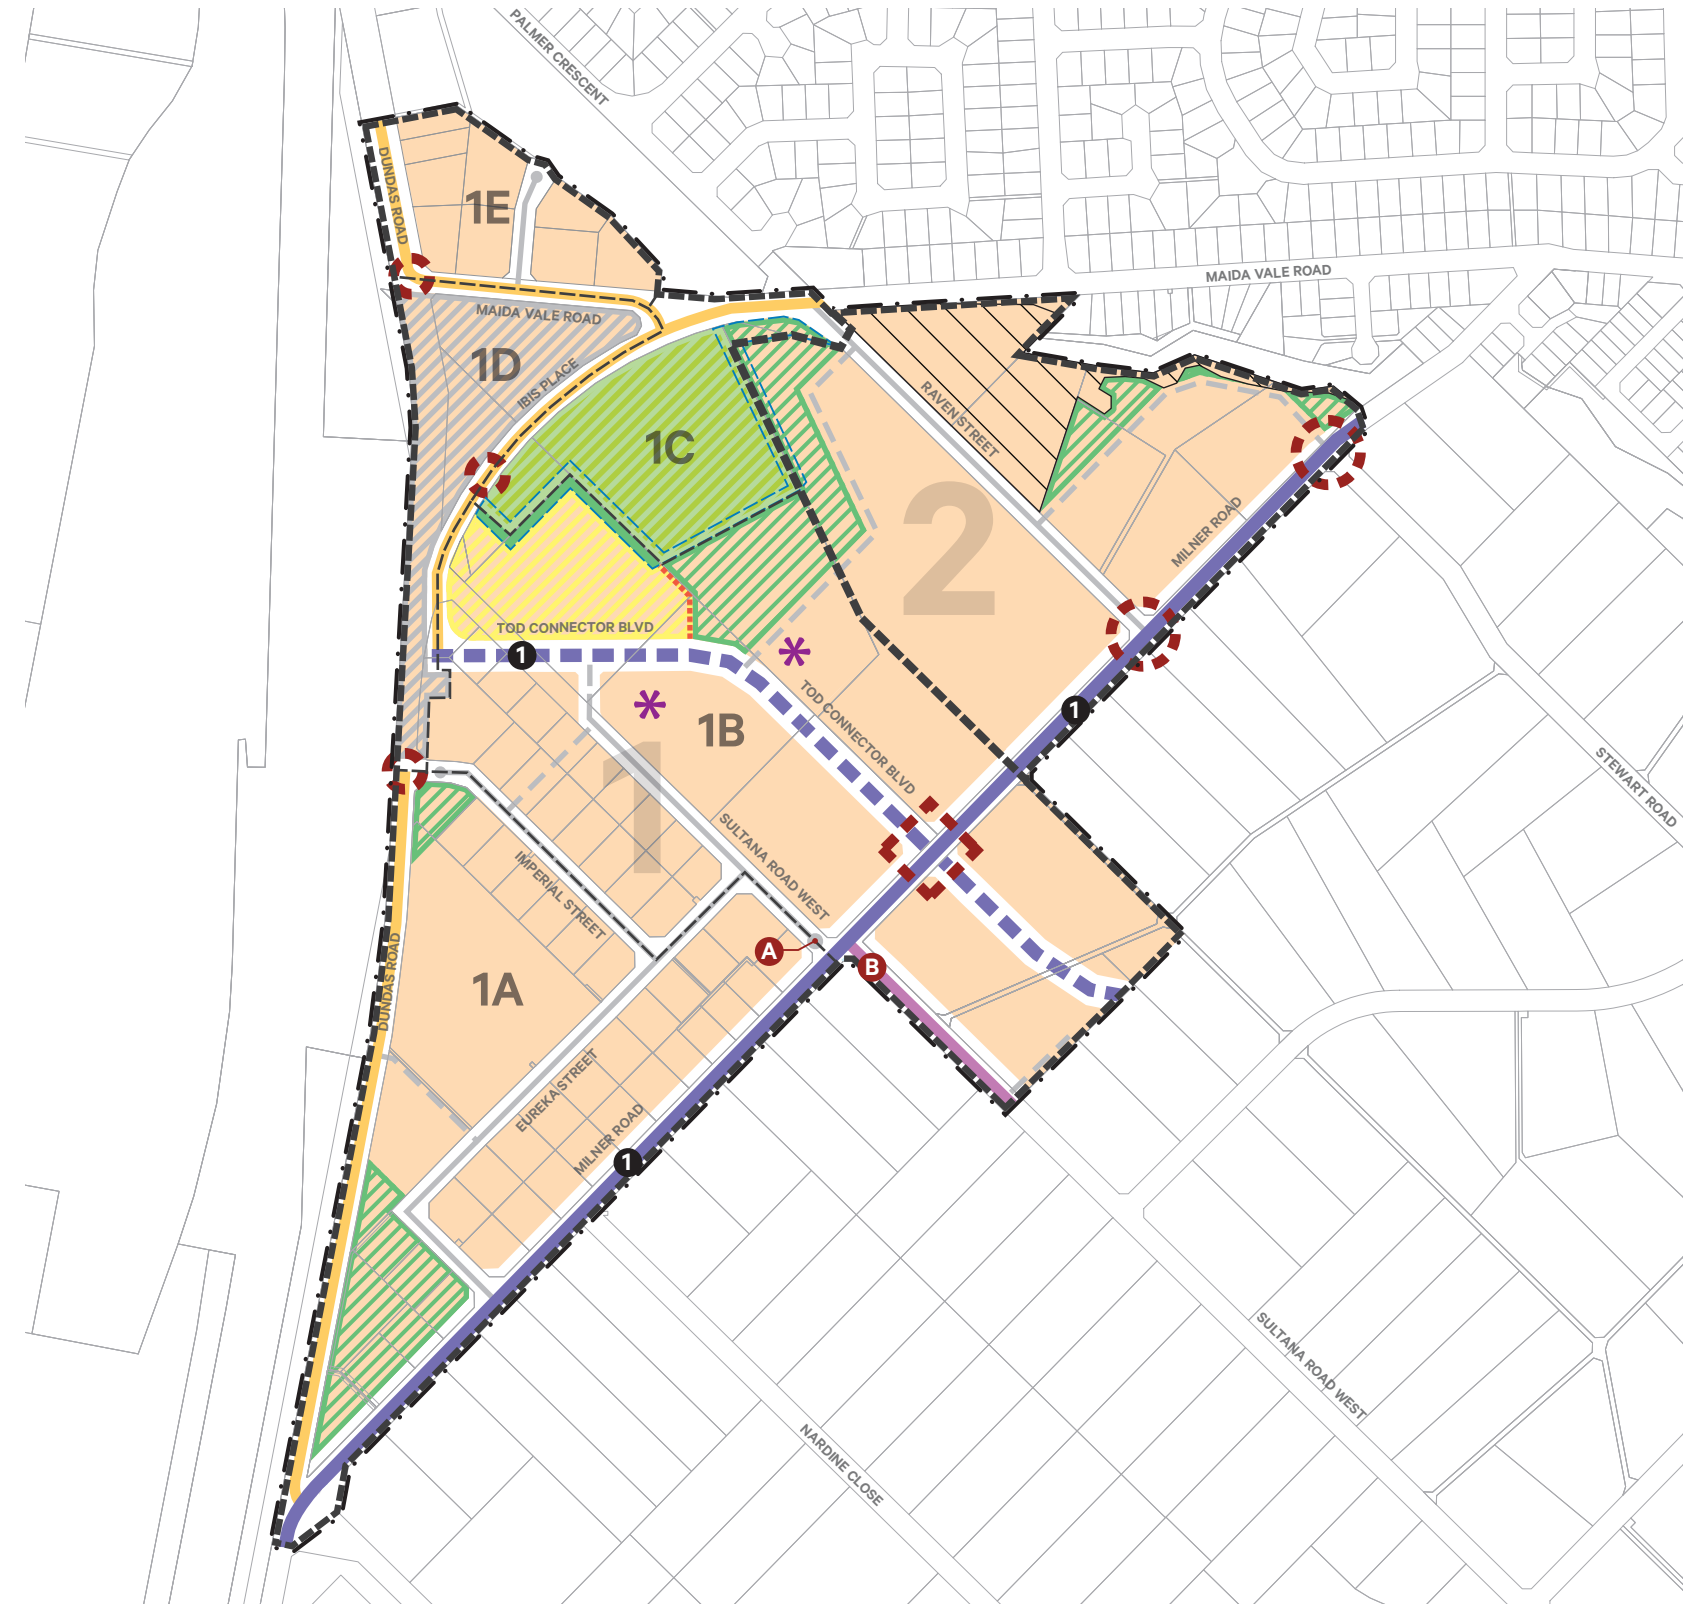 PALMER CRESCENT
DUNDAS ROAD
1E
MAIDA VALE ROAD
MAIDA VALE ROAD
1D
IBIS PLACE
1C
RAVEN STREET
2
MILNER ROAD
TOD CONNECTOR BLVD
1
1B
TOD CONNECTOR BLVD
1
1
STEWART ROAD
SULTANA ROAD WEST
IMPERIAL STREET
A
B
DUNDAS ROAD
1A
EUREKA STREET
MILNER ROAD
1
SULTANA ROAD WEST
NARDINE CLOSE